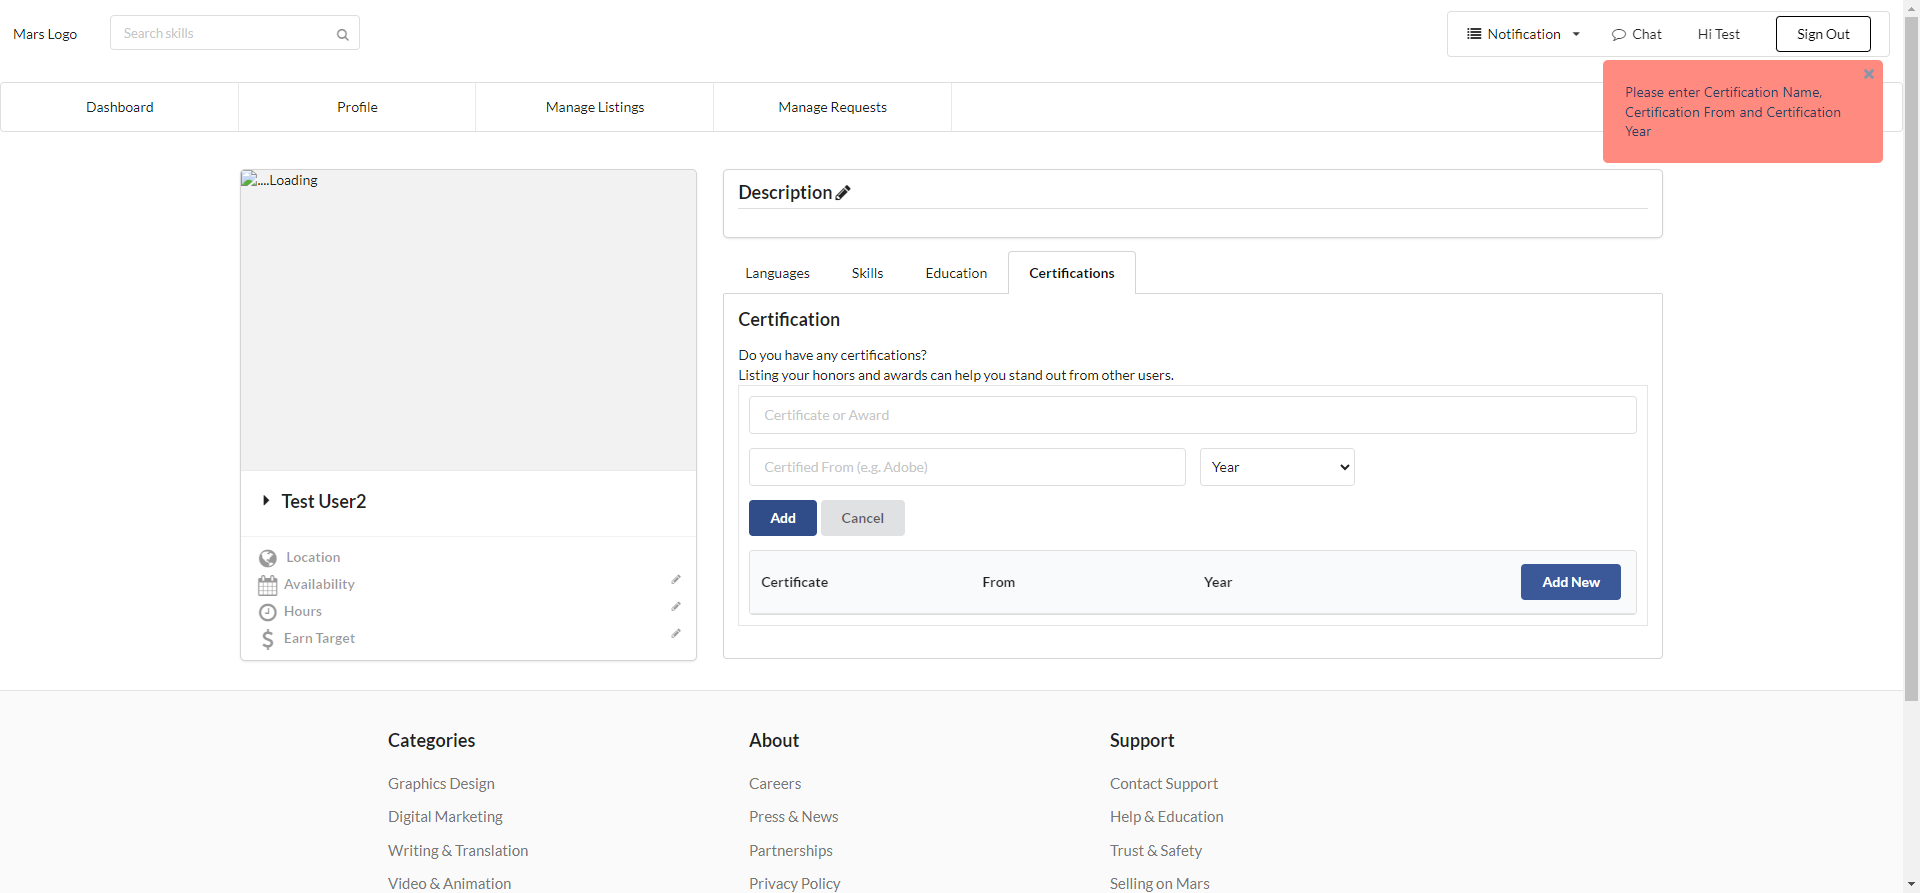 Mars Logo
Search skills
Notification
Chat
Hi Test
Sign Out
Dashboard
Profile
Manage Listings
Manage Requests
Please enter Certification Name,
Certification From and Certification
Year
....Loading
Description
Languages
Skills
Education
Certifications
Certification
Do you have any certifications?
Listing your honors and awards can help you stand out from other users.
Certificate or Award
Certified From (e.g. Adobe)
Year
Add
Cancel
Certificate
From
Year
Add New
Test User2
Location
Availability
Hours
Earn Target
Categories
Graphics Design
Digital Marketing
Writing & Translation
Video & Animation
About
Careers
Press & News
Partnerships
Privacy Policy
Support
Contact Support
Help & Education
Trust & Safety
Selling on Mars